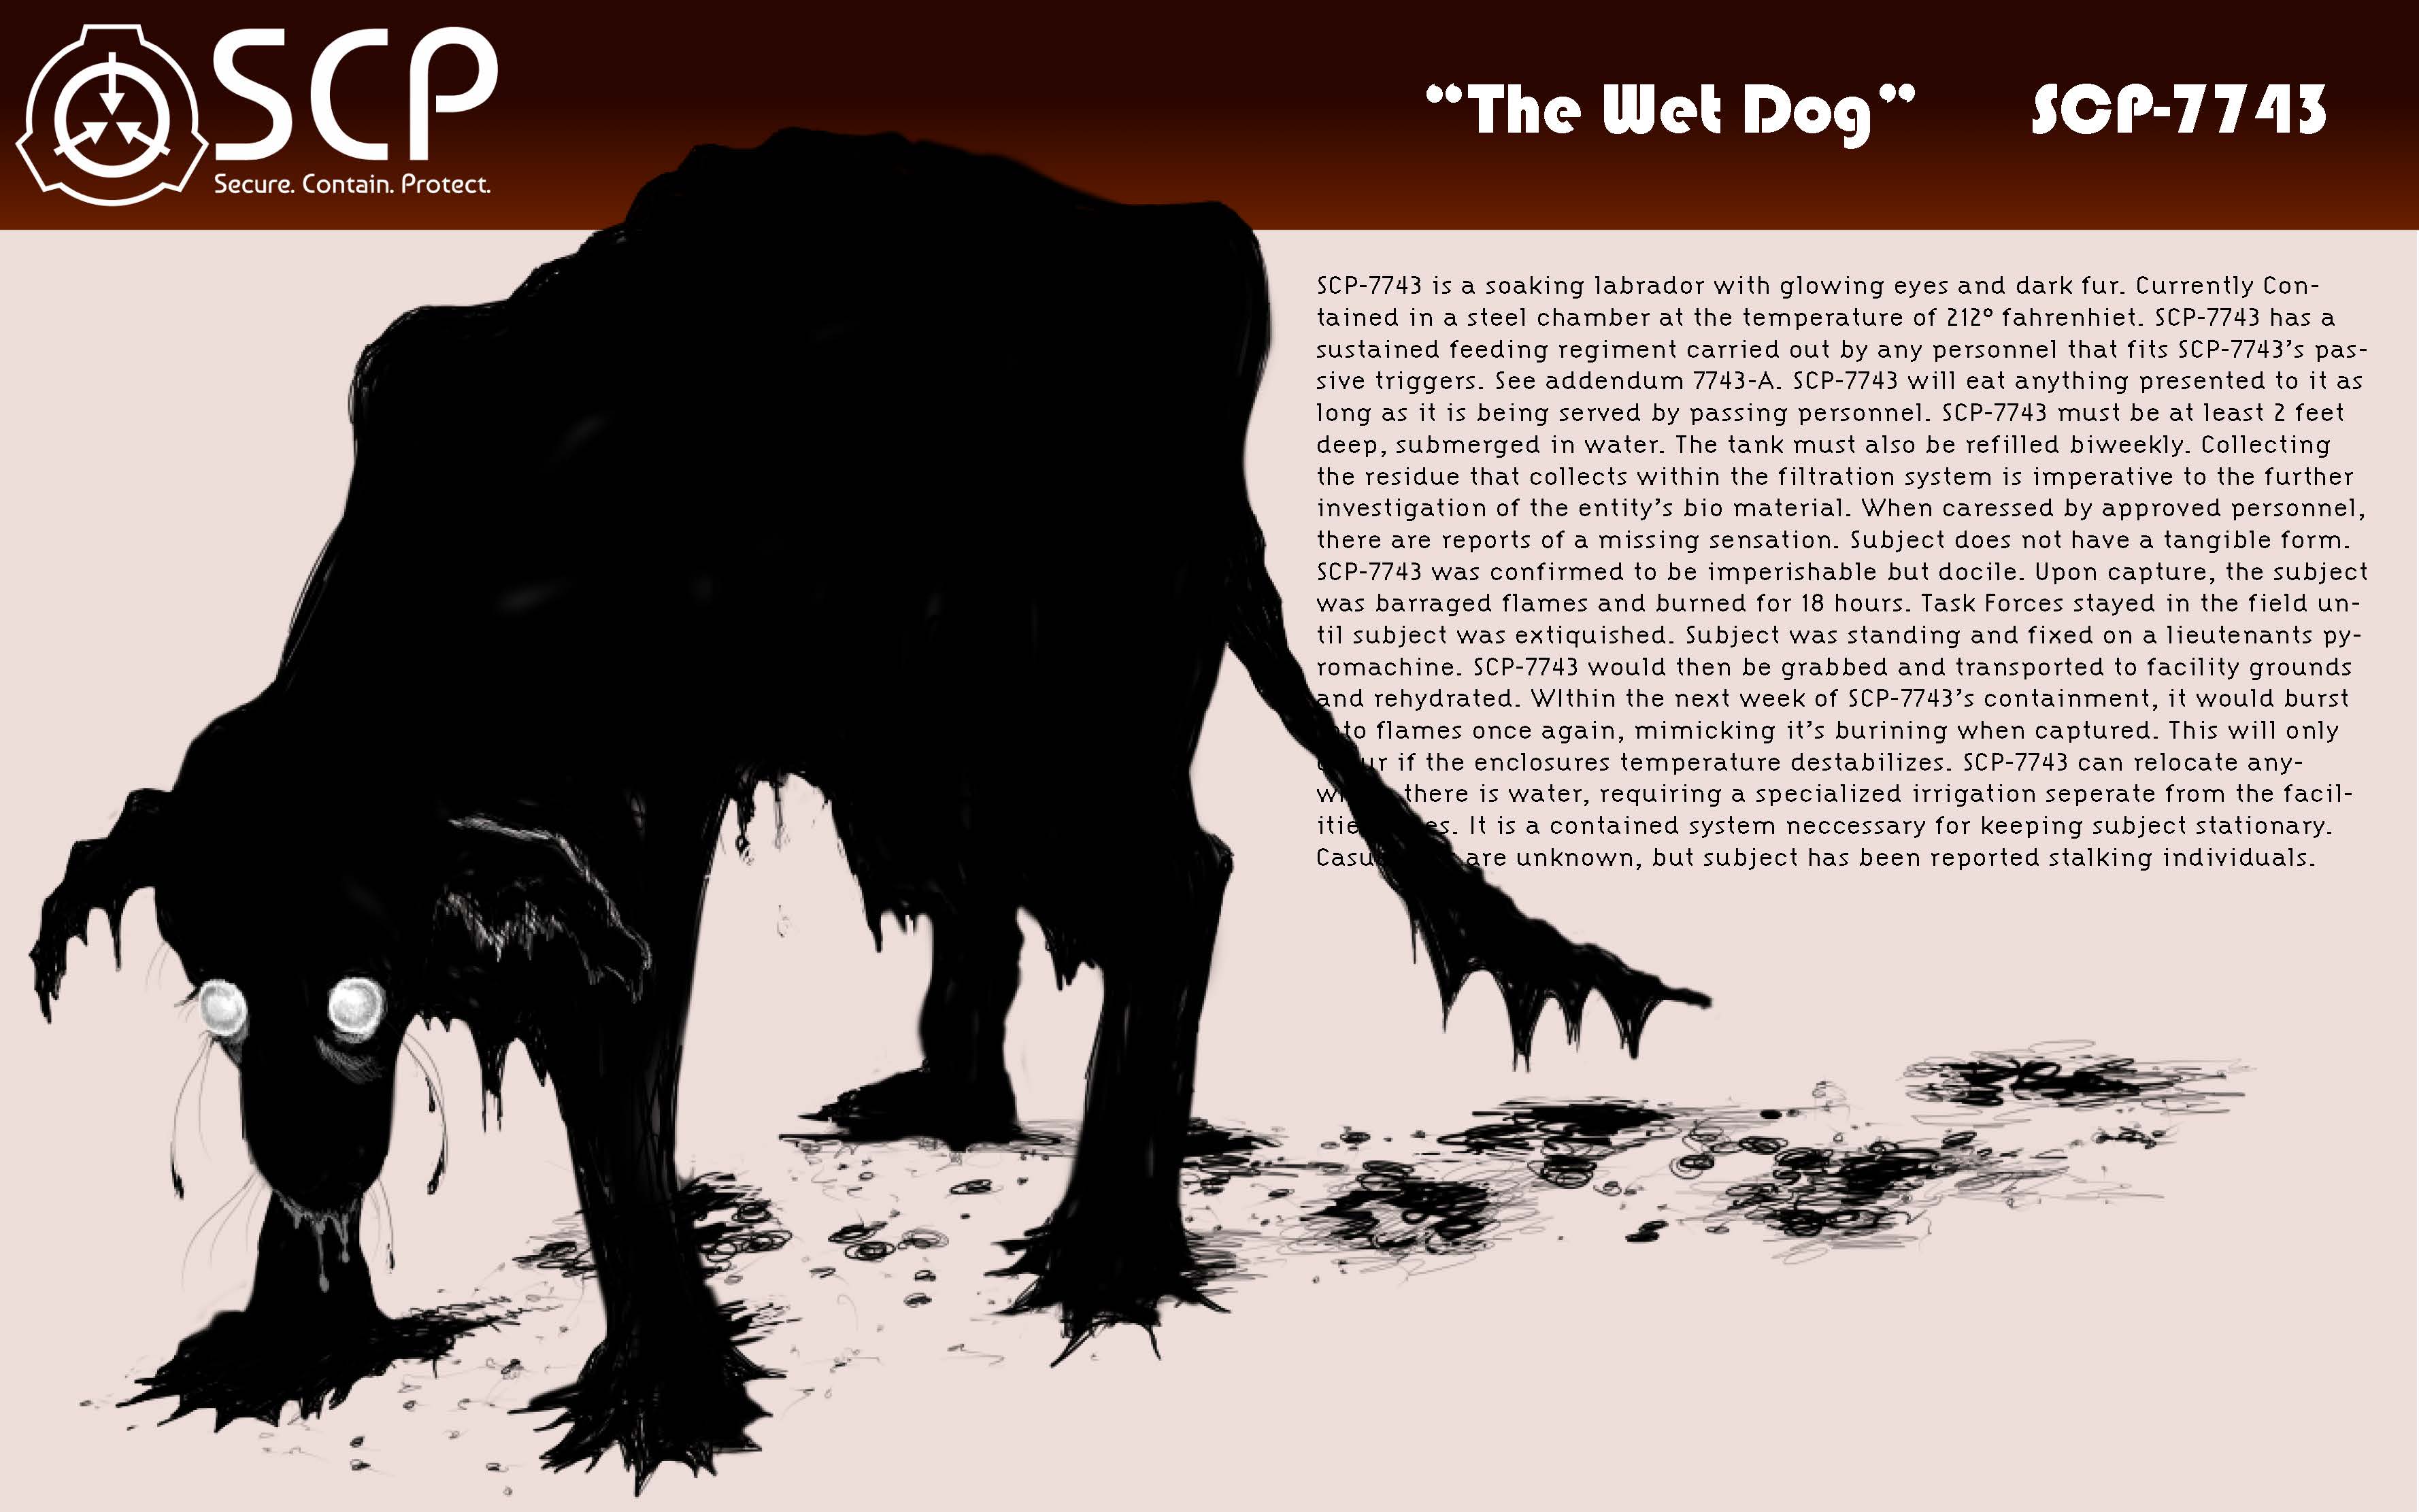 SCP
Secure. Contain. Protect.
“The Wet Dog” SCP-7743
SCP-7743 is a soaking labrador with glowing eyes and dark fur. Currently Con-
tained in a steel chamber at the temperature of 212° fahrenhiet. SCP-7743 has a
sustained feeding regiment carried out by any personnel that fits SCP-7743’s pas-
sive triggers. See addendum 7743-A. SCP-7743 will eat anything presented to it as
long as it is being served by passing personnel. SCP-7743 must be at least 2 feet
deep, submerged in water. The tank must also be refilled biweekly. Collecting
the residue that collects within the filtration system is imperative to the further
investigation of the entity’s bio material. When caressed by approved personnel,
there are reports of a missing sensation. Subject does not have a tangible form.
SCP-7743 was confirmed to be imperishable but docile. Upon capture, the subject
was barraged flames and burned for 18 hours. Task Forces stayed in the field un-
til subject was extiquished. Subject was standing and fixed on a lieutenants py-
romachine. SCP-7743 would then be grabbed and transported to facility grounds
and rehydrated. WIthin the next week of SCP-7743’s containment, it would burst
to flames once again, mimicking it’s burining when captured. This will only
if the enclosures temperature destabilizes. SCP-7743 can relocate any-
there is water, requiring a specialized irrigation seperate from the facil-
It is a contained system neccessary for keeping subject stationary.
are unknown, but subject has been reported stalking individuals.